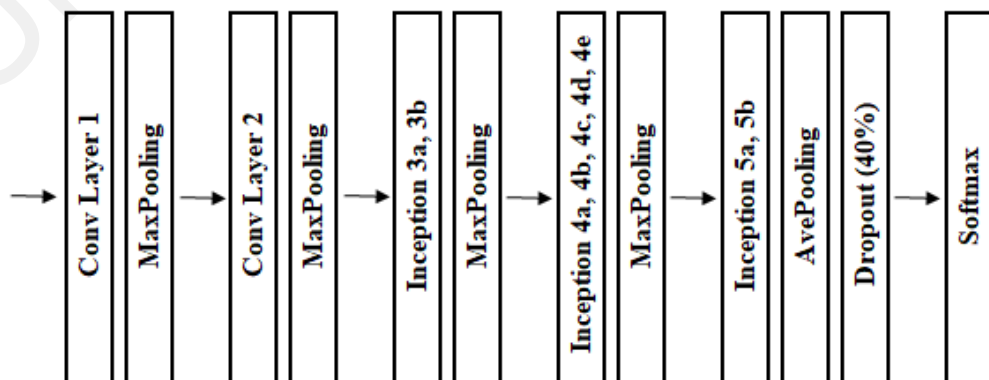 Conv Layer 1
MaxPooling
Conv Layer 2
MaxPooling
Inception 3a, 3b
MaxPooling
Inception 4a, 4b, 4c, 4d, 4e
MaxPooling
Inception 5a, 5b
AvePooling
Dropout (40%)
Softmax